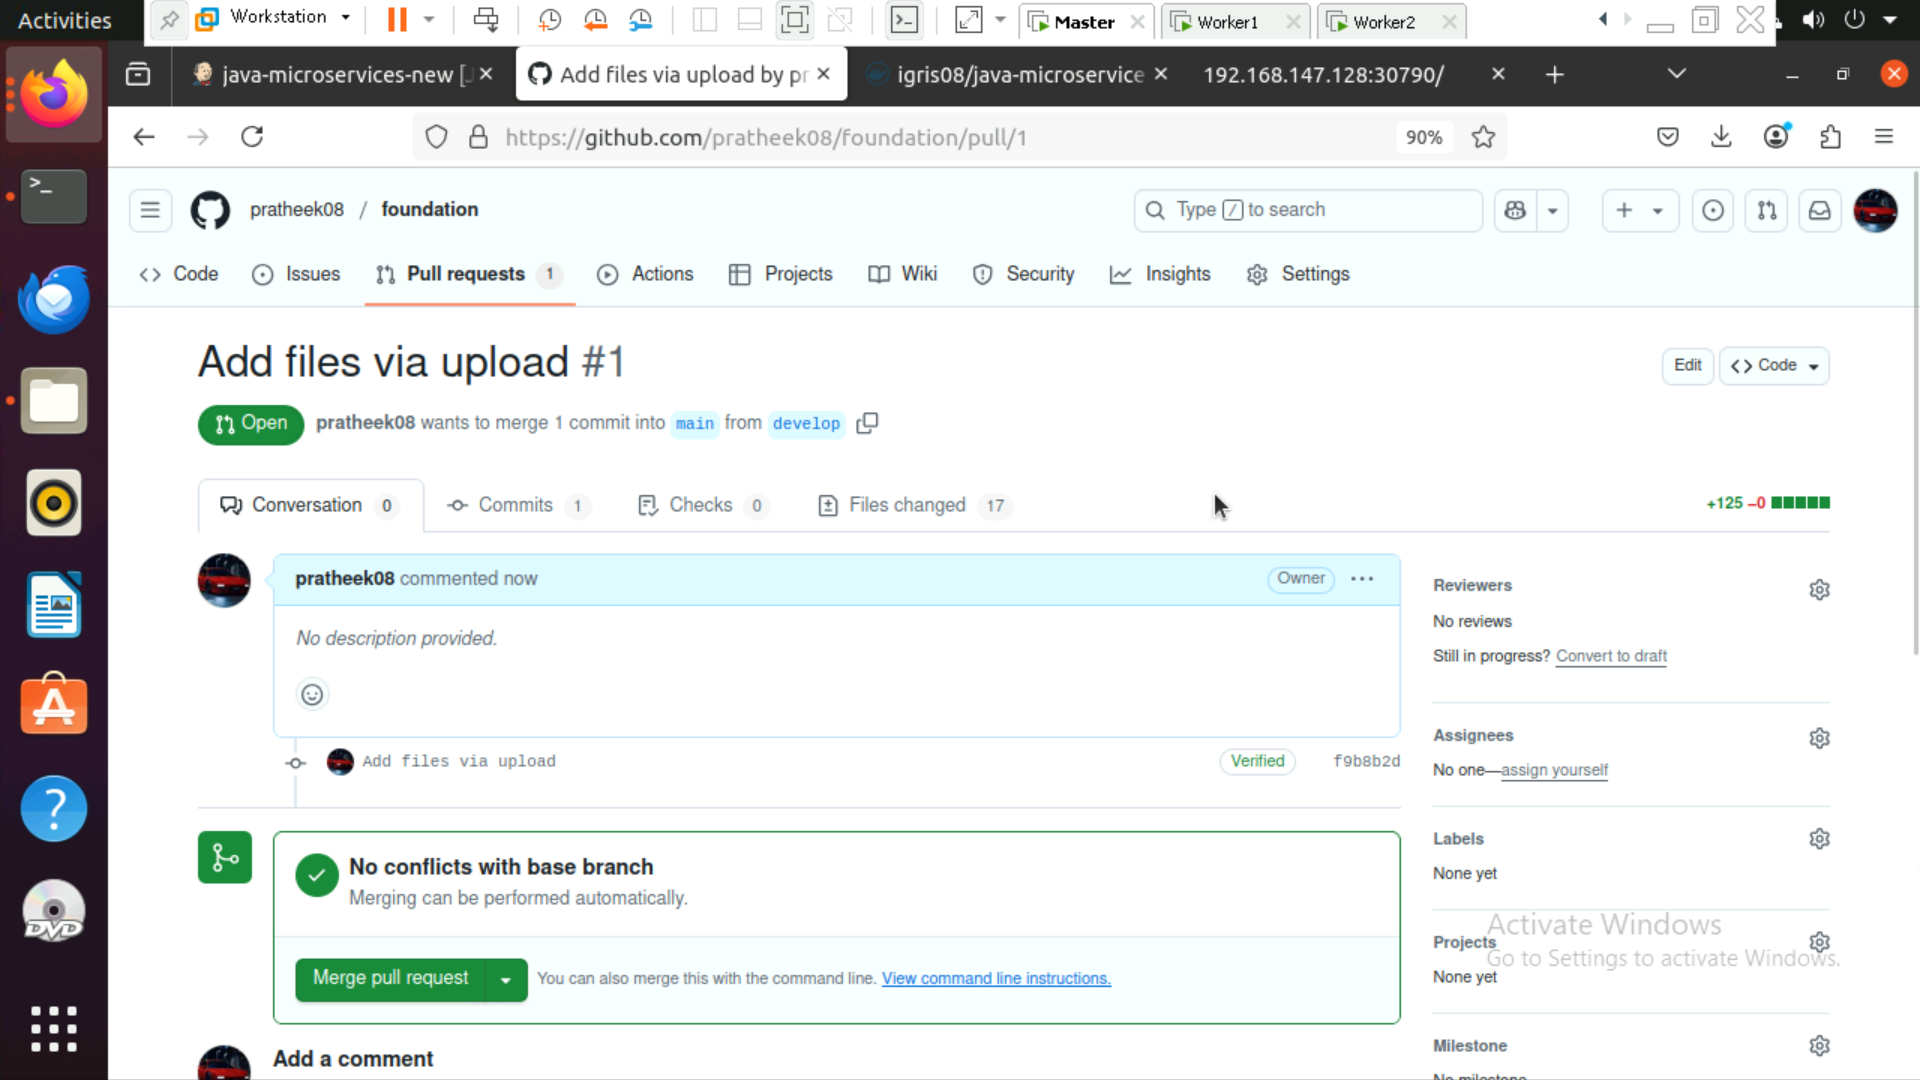 Activities
Workstation
Master
Worker1
Worker2
java-microservices-new [J
Add files via upload by pr
igris08/java-microservice
192.168.147.128:30790/
https://github.com/pratheek08/foundation/pull/1
90%
pratheek08 / foundation
Type / to search
Code
Issues
Pull requests 1
Actions
Projects
Wiki
Security
Insights
Settings
Add files via upload #1
Edit
Code
Open
pratheek08 wants to merge 1 commit into main from develop
Conversation 0
Commits 1
Checks 0
Files changed 17
+125 −0
pratheek08 commented now
Owner
No description provided.
Add files via upload
Verified
f9b8b2d
No conflicts with base branch
Merging can be performed automatically.
Merge pull request
You can also merge this with the command line. View command line instructions.
Add a comment
Reviewers
No reviews
Still in progress? Convert to draft
Assignees
No one—assign yourself
Labels
None yet
Projects
None yet
Milestone
No milestone
Activate Windows
Go to Settings to activate Windows.
DVD